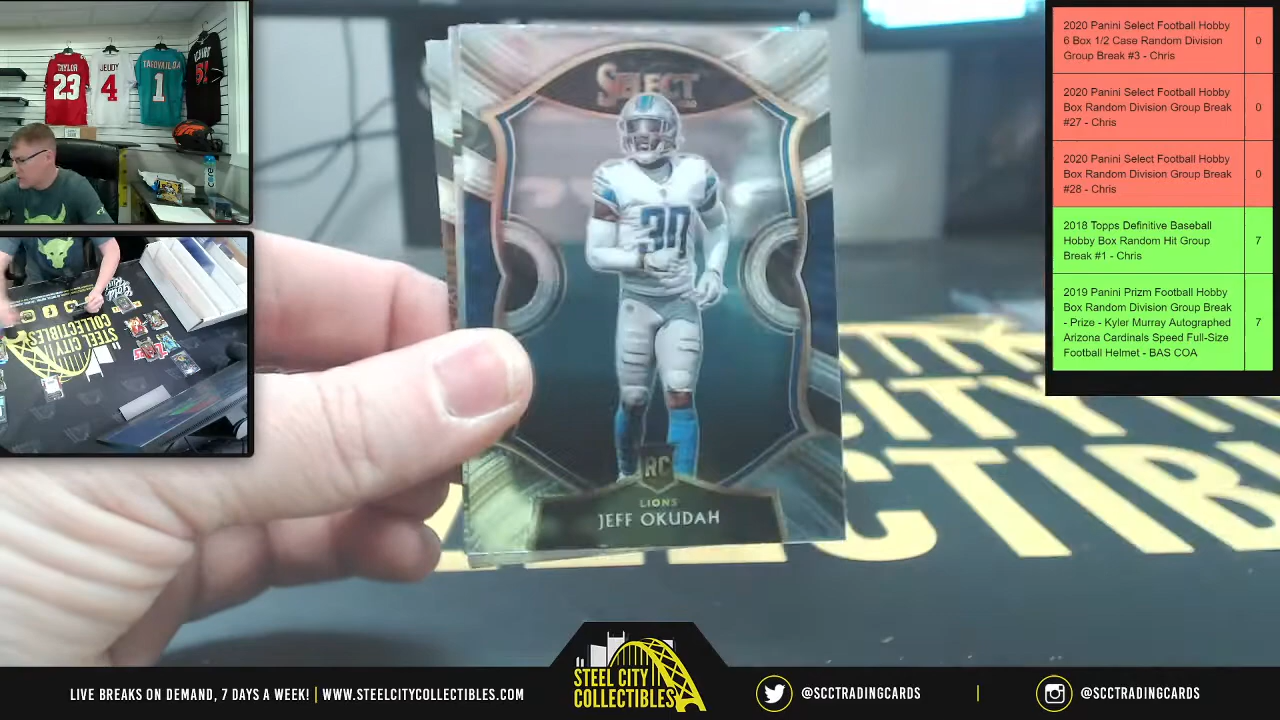 TAYLOR
23
JEUDY
4
TAGOVAILOA
1
STEEL CITY
COLLECTIBLES
SELECT
30
RC
LIONS
JEFF OKUDAH
2020 Panini Select Football Hobby
6 Box 1/2 Case Random Division
Group Break #3 - Chris
0
2020 Panini Select Football Hobby
Box Random Division Group Break
#27 - Chris
0
2020 Panini Select Football Hobby
Box Random Division Group Break
#28 - Chris
0
2018 Topps Definitive Baseball
Hobby Box Random Hit Group
Break #1 - Chris
7
2019 Panini Prizm Football Hobby
Box Random Division Group Break
- Prize - Kyler Murray Autographed
Arizona Cardinals Speed Full-Size
Football Helmet - BAS COA
7
LIVE BREAKS ON DEMAND, 7 DAYS A WEEK! | WWW.STEELCITYCOLLECTIBLES.COM
STEEL CITY
COLLECTIBLES
@SCCTRADINGCARDS
|
@SCCTRADINGCARDS